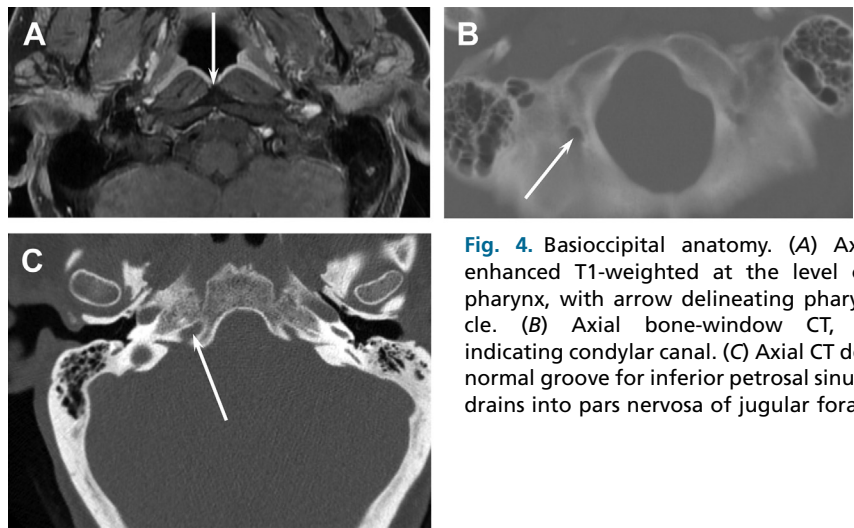 A
B
C
Fig. 4. Basioccipital anatomy. (A) Ax
enhanced T1-weighted at the level
pharynx, with arrow delineating phary
cle. (B) Axial bone-window CT,
indicating condylar canal. (C) Axial CT de
normal groove for inferior petrosal sinu
drains into pars nervosa of jugular fora